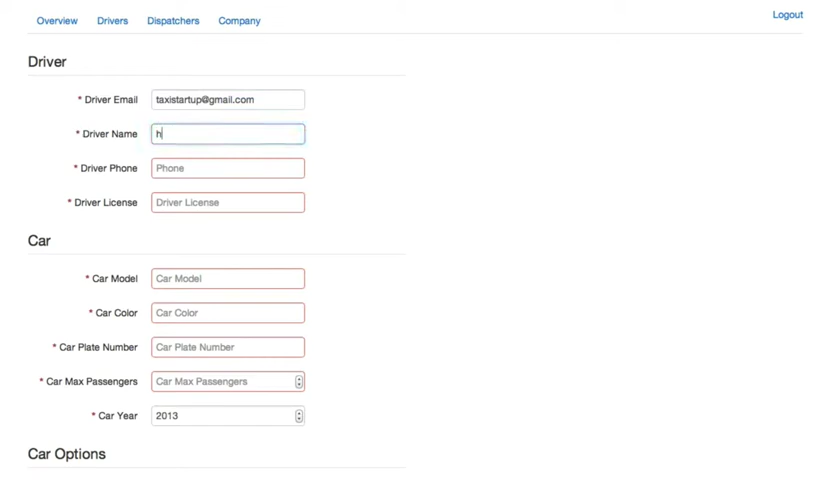 Overview Drivers Dispatchers Company Logout
Driver
* Driver Email taxistartup@gmail.com
* Driver Name h
* Driver Phone Phone
* Driver License Driver License
Car
* Car Model Car Model
* Car Color Car Color
* Car Plate Number Car Plate Number
* Car Max Passengers Car Max Passengers
* Car Year 2013
Car Options